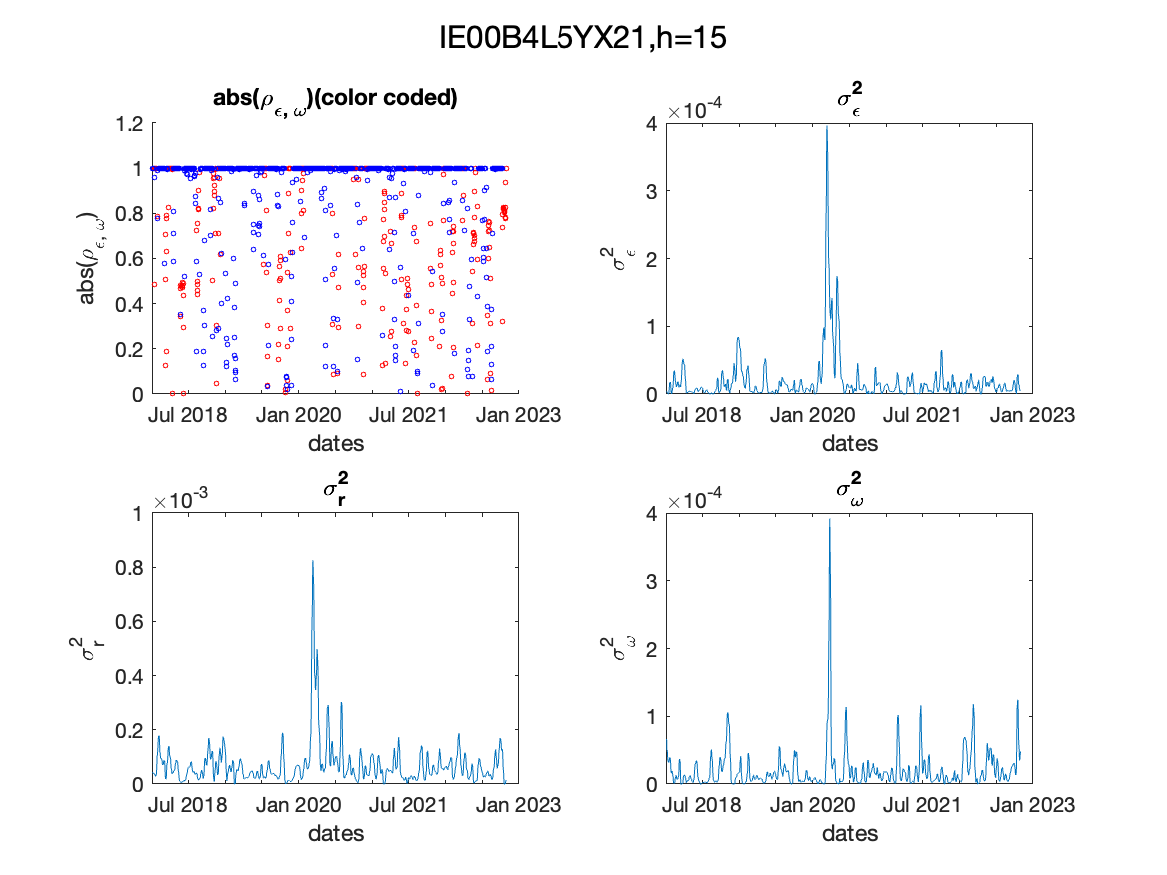 IE00B4L5YX21,h=15
abs(ρ_ϵ, ω)(color coded)
1.2
1
0.8
0.6
0.4
0.2
0
abs(ρ_ϵ, ω)
Jul 2018 Jan 2020 Jul 2021 Jan 2023
dates
σ²_ϵ
×10⁻⁴
4
3
2
1
0
σ²_ϵ
Jul 2018 Jan 2020 Jul 2021 Jan 2023
dates
σ²_r
×10⁻³
1
0.8
0.6
0.4
0.2
0
σ²_r
Jul 2018 Jan 2020 Jul 2021 Jan 2023
dates
σ²_ω
×10⁻⁴
4
3
2
1
0
σ²_ω
Jul 2018 Jan 2020 Jul 2021 Jan 2023
dates